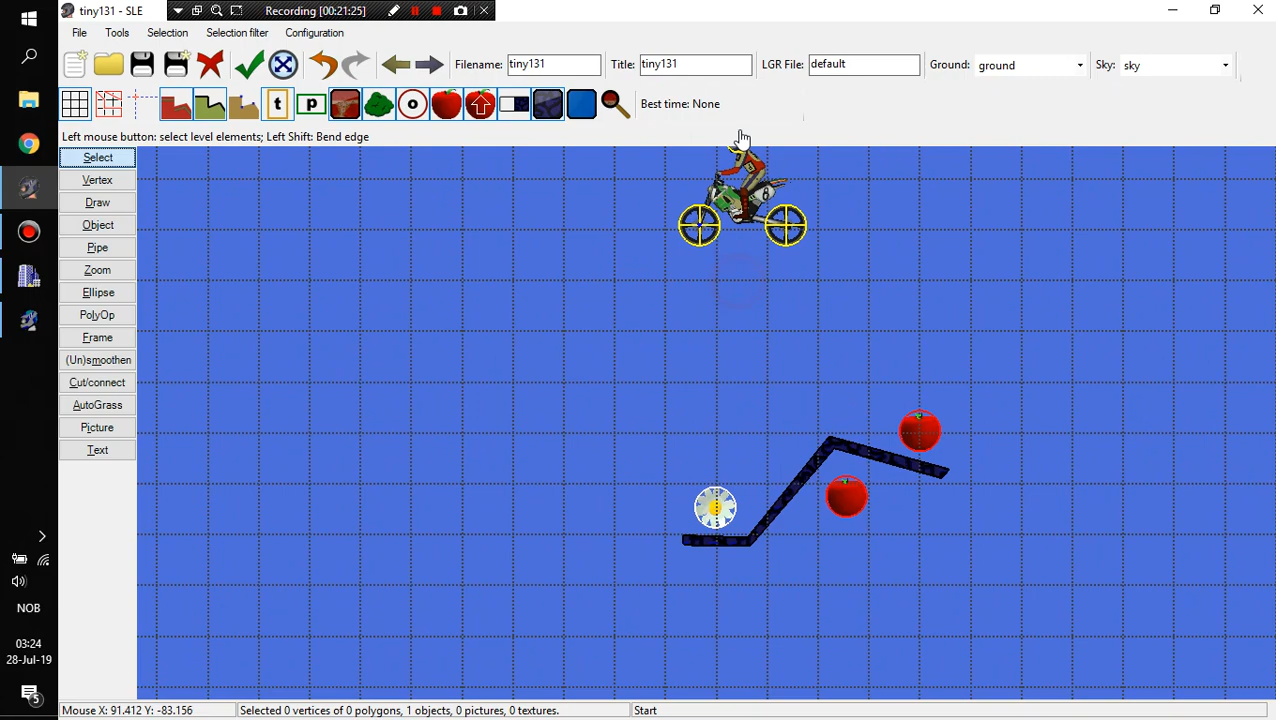 tiny131 - SLE
Recording [00:21:25]
File Tools Selection Selection filter Configuration
Filename: tiny131 Title: tiny131 LGR File: default Ground: ground Sky: sky
t p o Best time: None
Left mouse button: select level elements; Left Shift: Bend edge
Select
Vertex
Draw
Object
Pipe
Zoom
Ellipse
PolyOp
Frame
(Un)smoothen
Cut/connect
AutoGrass
Picture
Text
NOB
03:24
28-Jul-19
5
Mouse X: 91.412 Y: -83.156 Selected 0 vertices of 0 polygons, 1 objects, 0 pictures, 0 textures. Start